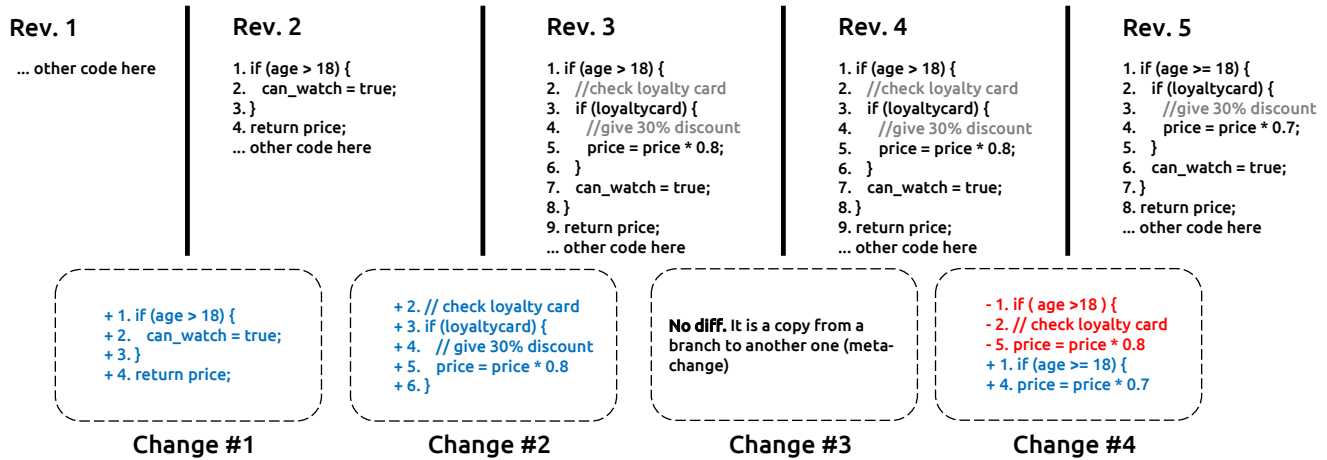 Rev. 1
... other code here
Rev. 2
1. if (age > 18) {
2. can_watch = true;
3. }
4. return price;
... other code here
Rev. 3
1. if (age > 18) {
2. //check loyalty card
3. if (loyaltycard) {
4. //give 30% discount
5. price = price * 0.8;
6. }
7. can_watch = true;
8. }
9. return price;
... other code here
Rev. 4
1. if (age > 18) {
2. //check loyalty card
3. if (loyaltycard) {
4. //give 30% discount
5. price = price * 0.8;
6. }
7. can_watch = true;
8. }
9. return price;
... other code here
Rev. 5
1. if (age >= 18) {
2. if (loyaltycard) {
3. //give 30% discount
4. price = price * 0.7;
5. }
6. can_watch = true;
7. }
8. return price;
... other code here
+ 1. if (age > 18) {
+ 2. can_watch = true;
+ 3. }
+ 4. return price;
Change #1
+ 2. // check loyalty card
+ 3. if (loyaltycard) {
+ 4. // give 30% discount
+ 5. price = price * 0.8
+ 6. }
Change #2
No diff. It is a copy from a
branch to another one (meta-
change)
Change #3
- 1. if ( age >18 ) {
- 2. // check loyalty card
- 5. price = price * 0.8
+ 1. if (age >= 18) {
+ 4. price = price * 0.7
Change #4